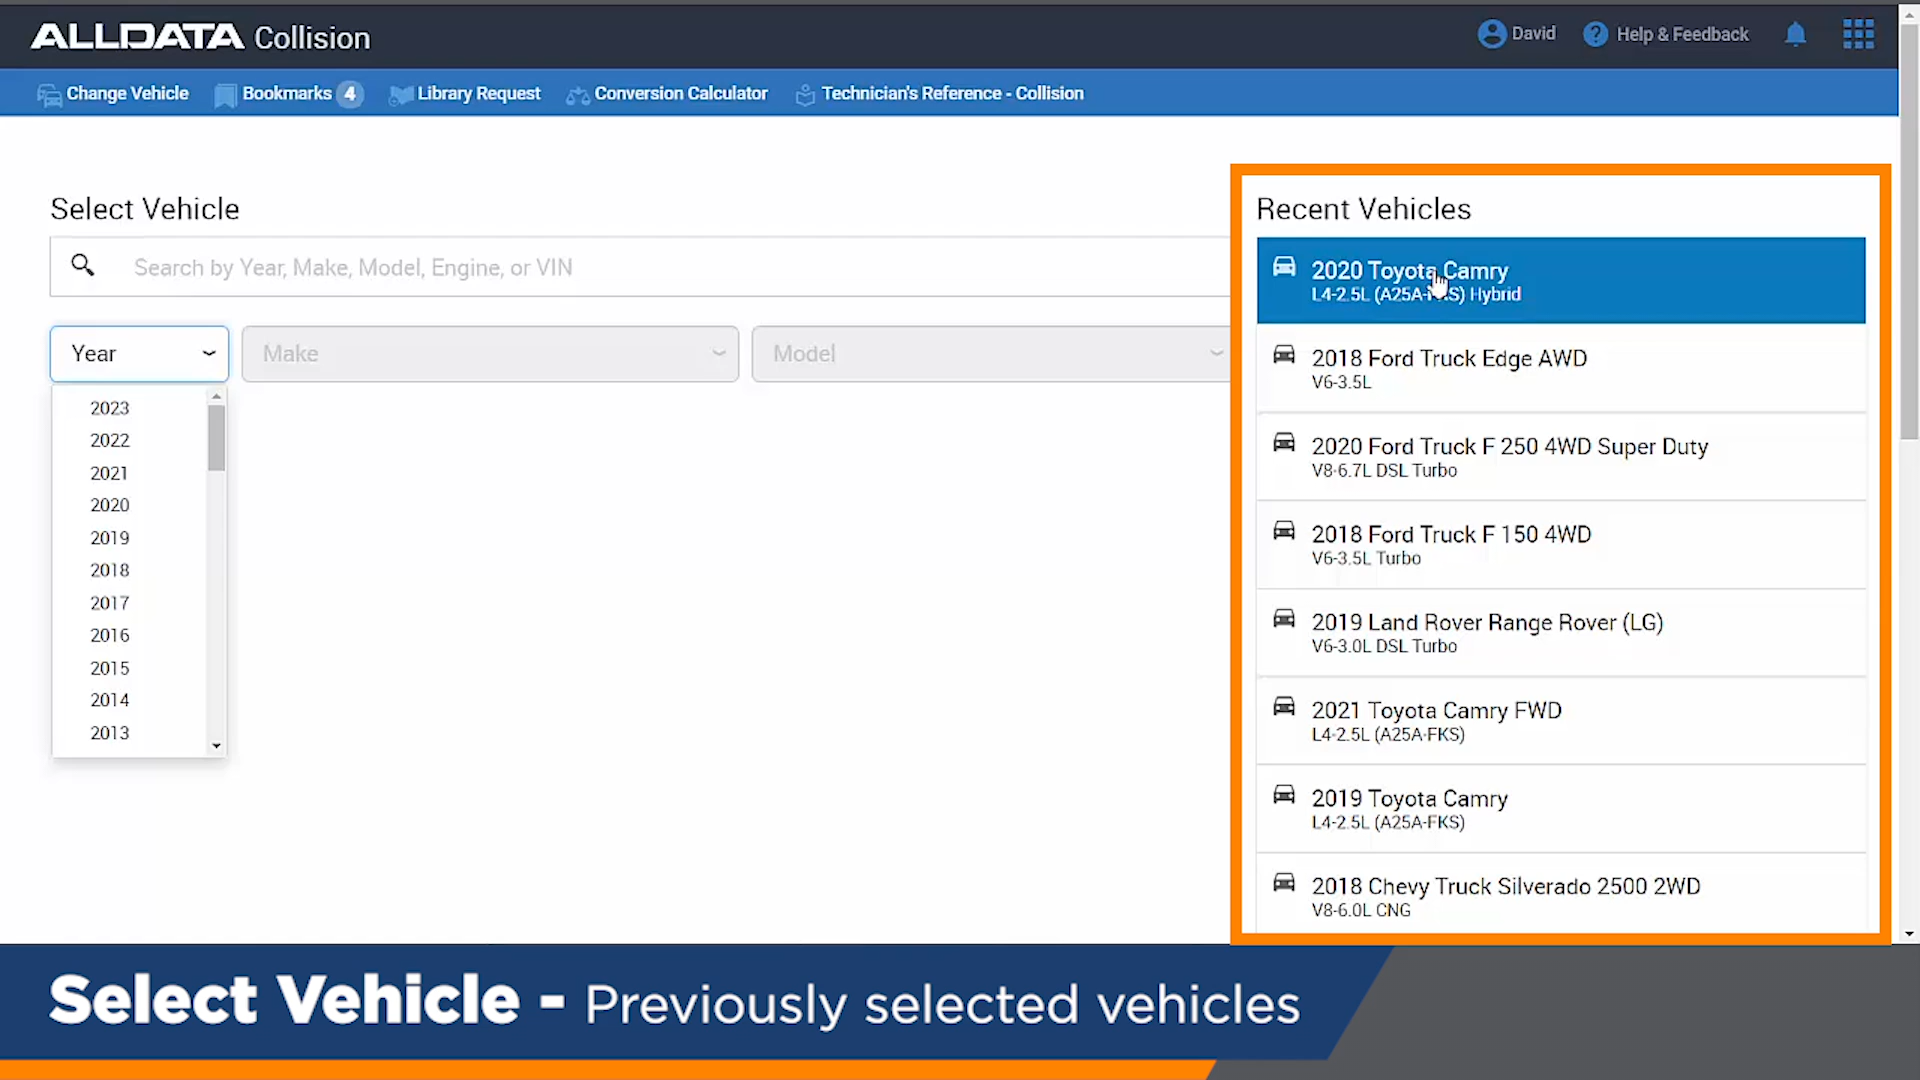 ALLDATA Collision
David
? Help & Feedback
Change Vehicle
Bookmarks 4
Library Request
Conversion Calculator
Technician's Reference - Collision
Select Vehicle
Search by Year, Make, Model, Engine, or VIN
Year
Make
Model
2023
2022
2021
2020
2019
2018
2017
2016
2015
2014
2013
Recent Vehicles
2020 Toyota Camry
L4-2.5L (A25A-FKS) Hybrid
2018 Ford Truck Edge AWD
V6-3.5L
2020 Ford Truck F 250 4WD Super Duty
V8-6.7L DSL Turbo
2018 Ford Truck F 150 4WD
V6-3.5L Turbo
2019 Land Rover Range Rover (LG)
V6-3.0L DSL Turbo
2021 Toyota Camry FWD
L4-2.5L (A25A-FKS)
2019 Toyota Camry
L4-2.5L (A25A-FKS)
2018 Chevy Truck Silverado 2500 2WD
V8-6.0L CNG
Select Vehicle - Previously selected vehicles